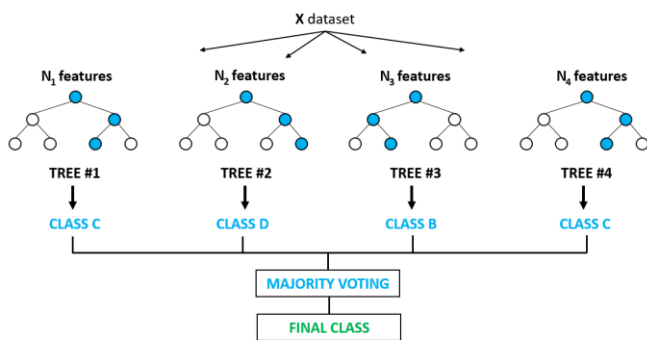 X dataset
N₁ features N₂ features N₃ features N₄ features
TREE #1 TREE #2 TREE #3 TREE #4
CLASS C CLASS D CLASS B CLASS C
MAJORITY VOTING
FINAL CLASS